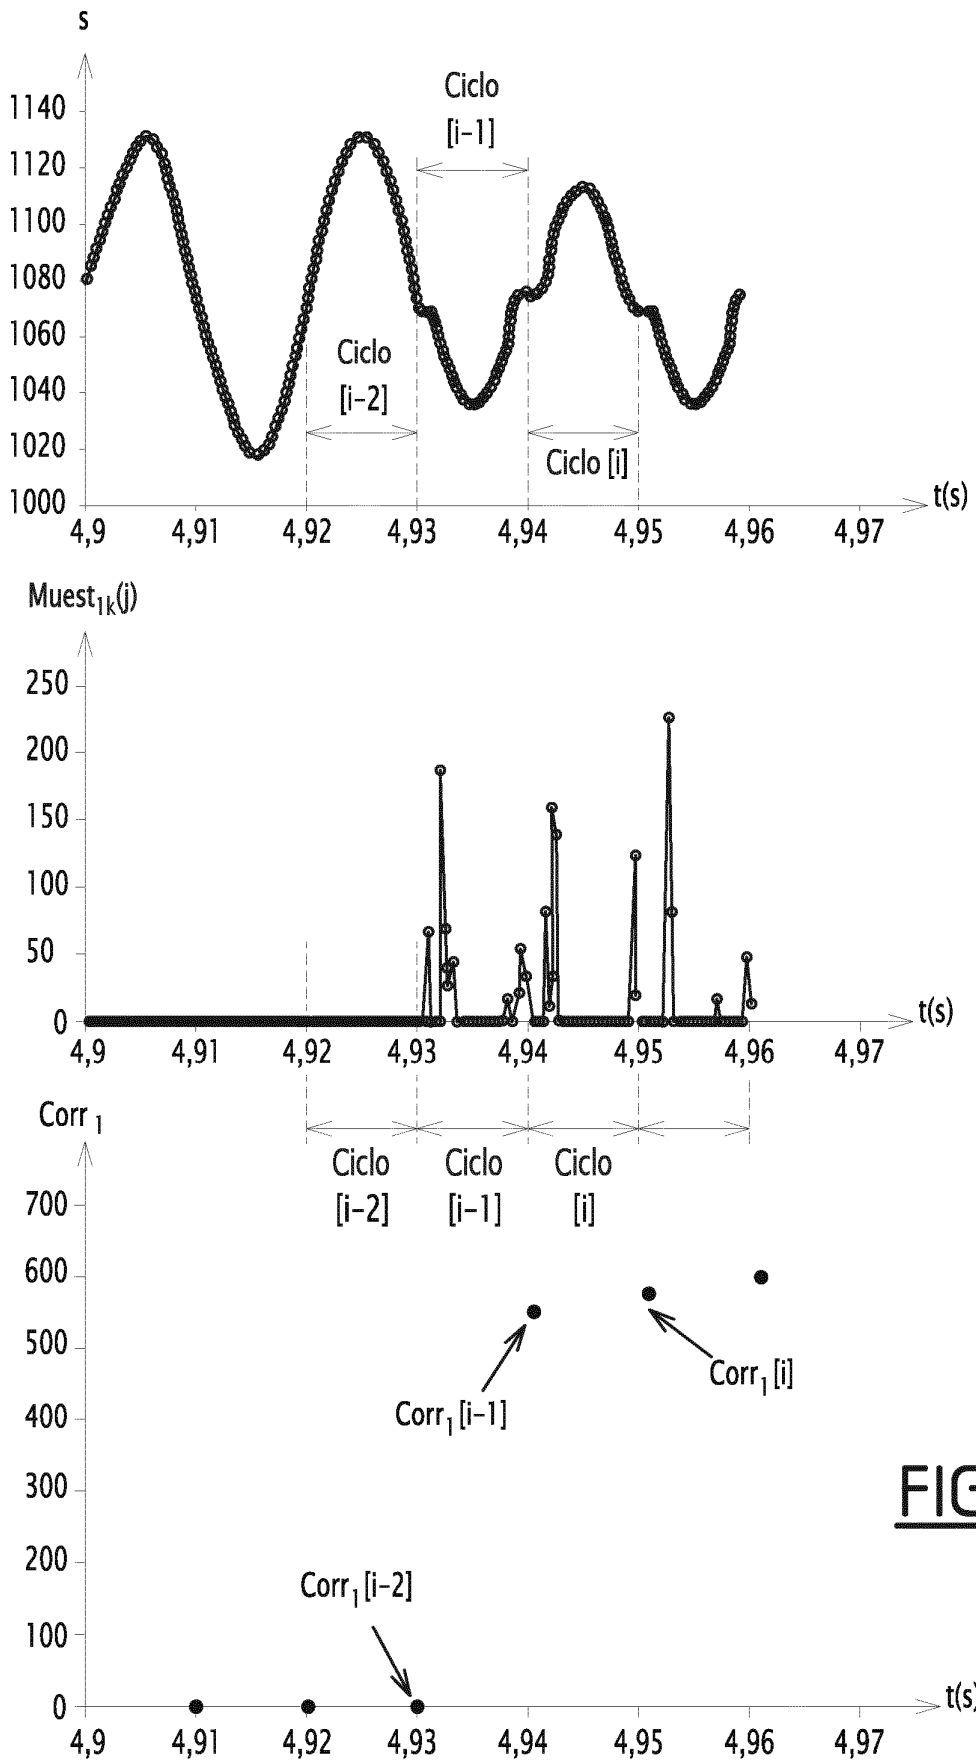 s
1140
1120
1100
1080
1060
1040
1020
1000
Ciclo
[i-1]
Ciclo
[i-2]
Ciclo [i]
t(s)
4,9 4,91 4,92 4,93 4,94 4,95 4,96 4,97
Muest1k(j)
250
200
150
100
50
0
t(s)
4,9 4,91 4,92 4,93 4,94 4,95 4,96 4,97
Corr 1
Ciclo
[i-2]
Ciclo
[i-1]
Ciclo
[i]
700
600
500
400
300
200
100
0
Corr1 [i-1]
Corr1 [i]
Corr1 [i-2]
FIG
t(s)
4,9 4,91 4,92 4,93 4,94 4,95 4,96 4,97